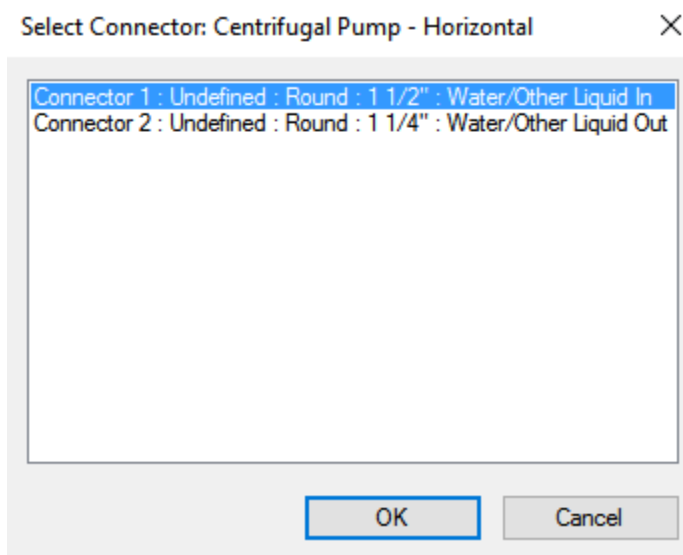 Select Connector: Centrifugal Pump - Horizontal
Connector 1 : Undefined : Round : 1 1/2" : Water/Other Liquid In
Connector 2 : Undefined : Round : 1 1/4" : Water/Other Liquid Out
OK
Cancel